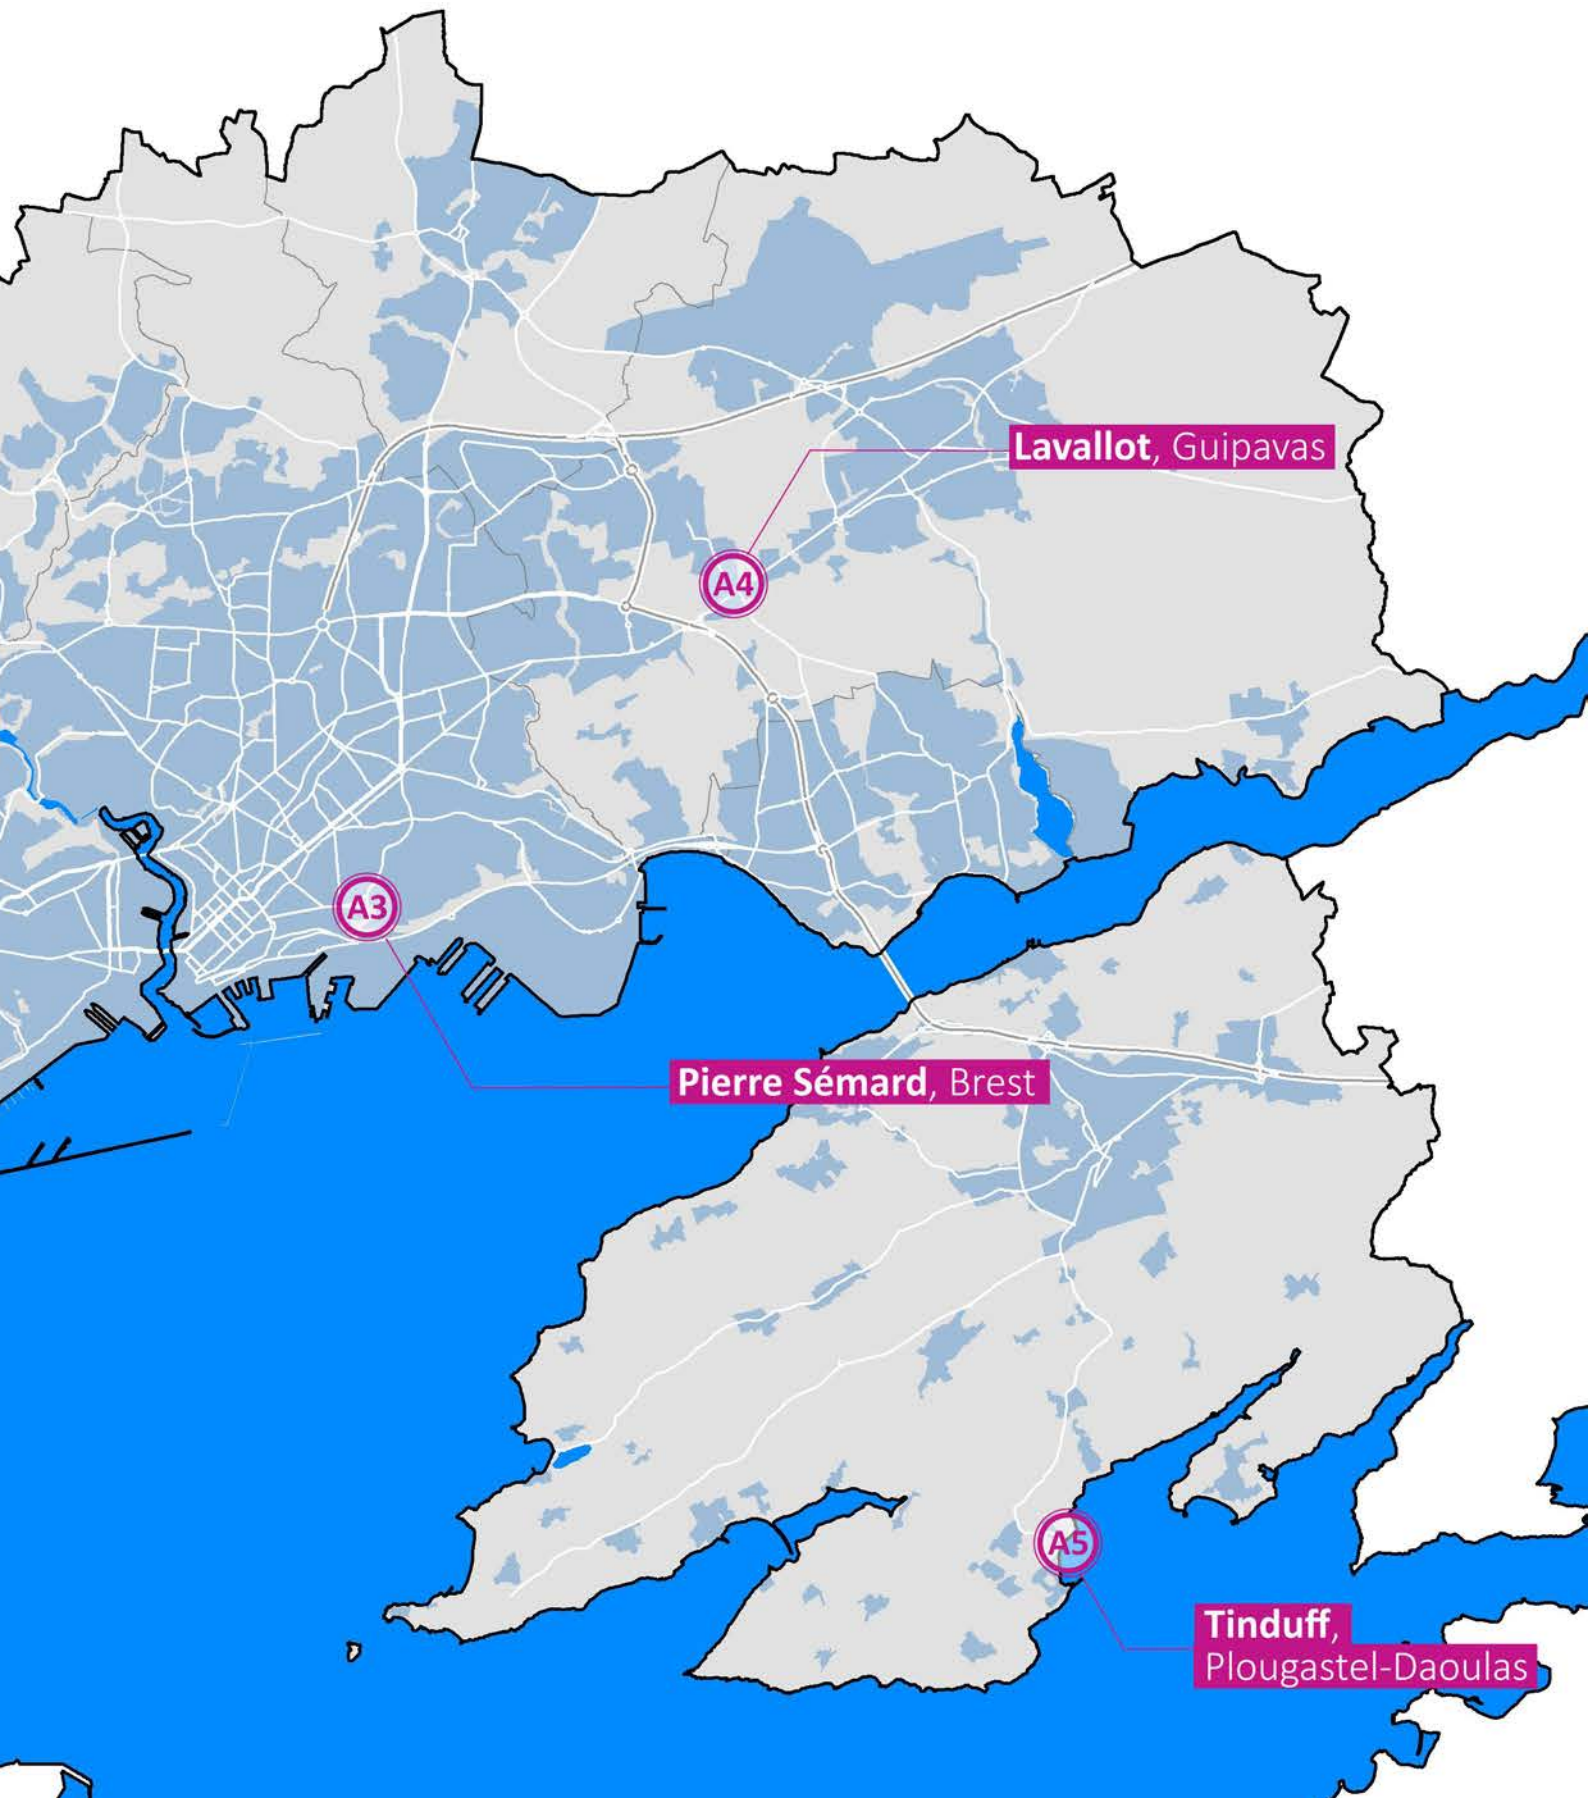 Lavallot, Guipavas
A4
A3
Pierre Sémard, Brest
A5
Tinduff,
Plougastel-Daoulas